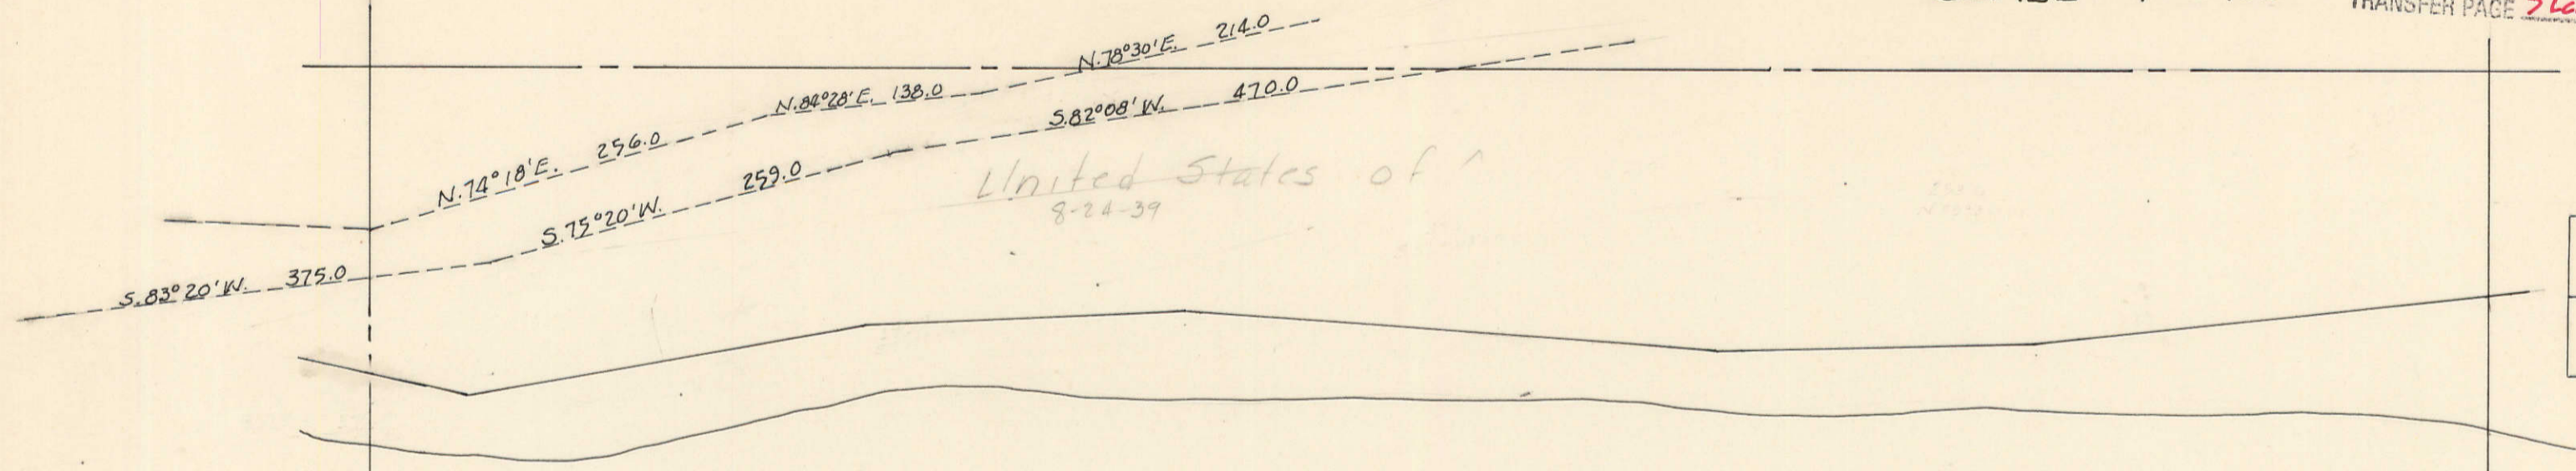 TRANSFER PAGE
N.78°30'E. 214.0
N.84°28'E. 138.0
S.82°08'W. 470.0
N.74°18'E. 256.0
S.75°20'W. 259.0
United States of
8-24-39
S.83°20'W. 375.0